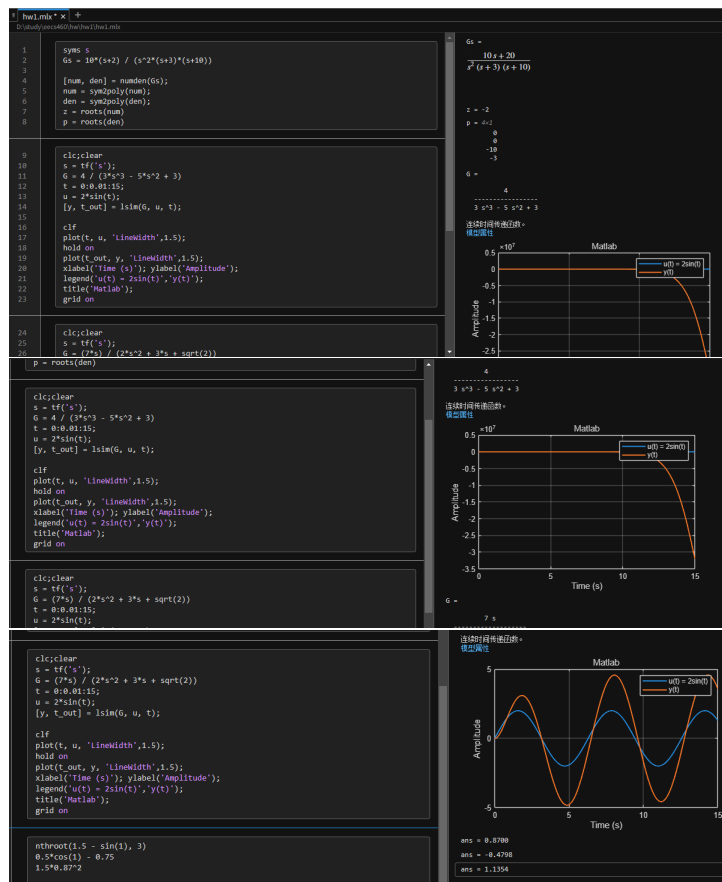 hw1.mlx * × +
D:\study\eecs460\hw\hw1\hw1.mlx
1 syms s
2 Gs = 10*(s+2) / (s^2*(s+3)*(s+10))
3
4 [num, den] = numden(Gs);
5 num = sym2poly(num);
6 den = sym2poly(den);
7 z = roots(num)
8 p = roots(den)
Gs =
10 s + 20
s² (s + 3) (s + 10)
z = -2
p = 4×1
0
0
-10
-3
9 clc;clear
10 s = tf('s');
11 G = 4 / (3*s^3 - 5*s^2 + 3)
12 t = 0:0.01:15;
13 u = 2*sin(t);
14 [y, t_out] = lsim(G, u, t);
15
16 clf
17 plot(t, u, 'LineWidth',1.5);
18 hold on
19 plot(t_out, y, 'LineWidth',1.5);
20 xlabel('Time (s)'); ylabel('Amplitude');
21 legend('u(t) = 2sin(t)','y(t)');
22 title('Matlab');
23 grid on
G =
4
-----------------
3 s^3 - 5 s^2 + 3
连续时间传递函数。
模型属性
Matlab
×10⁷
u(t) = 2sin(t)
y(t)
0.5
0
-0.5
-1
-1.5
-2
-2.5
Amplitude
24 clc;clear
25 s = tf('s');
26 G = (7*s) / (2*s^2 + 3*s + sqrt(2))
p = roots(den)
clc;clear
s = tf('s');
G = 4 / (3*s^3 - 5*s^2 + 3)
t = 0:0.01:15;
u = 2*sin(t);
[y, t_out] = lsim(G, u, t);
clf
plot(t, u, 'LineWidth',1.5);
hold on
plot(t_out, y, 'LineWidth',1.5);
xlabel('Time (s)'); ylabel('Amplitude');
legend('u(t) = 2sin(t)','y(t)');
title('Matlab');
grid on
4
-----------------
3 s^3 - 5 s^2 + 3
连续时间传递函数。
模型属性
Matlab
×10⁷
u(t) = 2sin(t)
y(t)
0.5
0
-0.5
-1
-1.5
-2
-2.5
-3
-3.5
Amplitude
0 5 10 15
Time (s)
clc;clear
s = tf('s');
G = (7*s) / (2*s^2 + 3*s + sqrt(2))
t = 0:0.01:15;
u = 2*sin(t);
G =
7 s
clc;clear
s = tf('s');
G = (7*s) / (2*s^2 + 3*s + sqrt(2))
t = 0:0.01:15;
u = 2*sin(t);
[y, t_out] = lsim(G, u, t);
clf
plot(t, u, 'LineWidth',1.5);
hold on
plot(t_out, y, 'LineWidth',1.5);
xlabel('Time (s)'); ylabel('Amplitude');
legend('u(t) = 2sin(t)','y(t)');
title('Matlab');
grid on
连续时间传递函数。
模型属性
Matlab
u(t) = 2sin(t)
y(t)
5
0
-5
Amplitude
0 5 10 15
Time (s)
nthroot(1.5 - sin(1), 3)
0.5*cos(1) - 0.75
1.5*0.87^2
ans = 0.8700
ans = -0.4798
ans = 1.1354